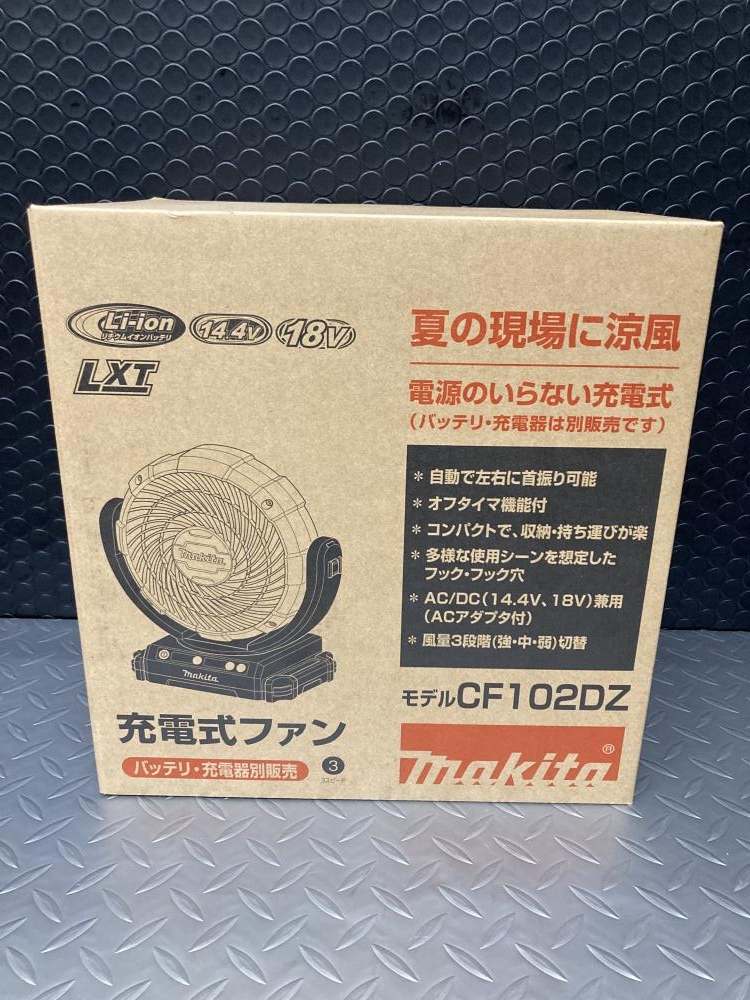 Li-ion
リチウムイオンバッテリ
14.4V
18V
LXT
夏の現場に涼風
電源のいらない充電式
(バッテリ・充電器は別販売です)
* 自動で左右に首振り可能
* オフタイマ機能付
* コンパクトで、収納・持ち運びが楽
* 多様な使用シーンを想定した
フック・フック穴
* AC/DC(14.4V、18V)兼用
(ACアダプタ付)
* 風量3段階(強・中・弱)切替
makita
makita
モデルCF102DZ
充電式ファン
バッテリ・充電器別販売
3
3スピード
makita®